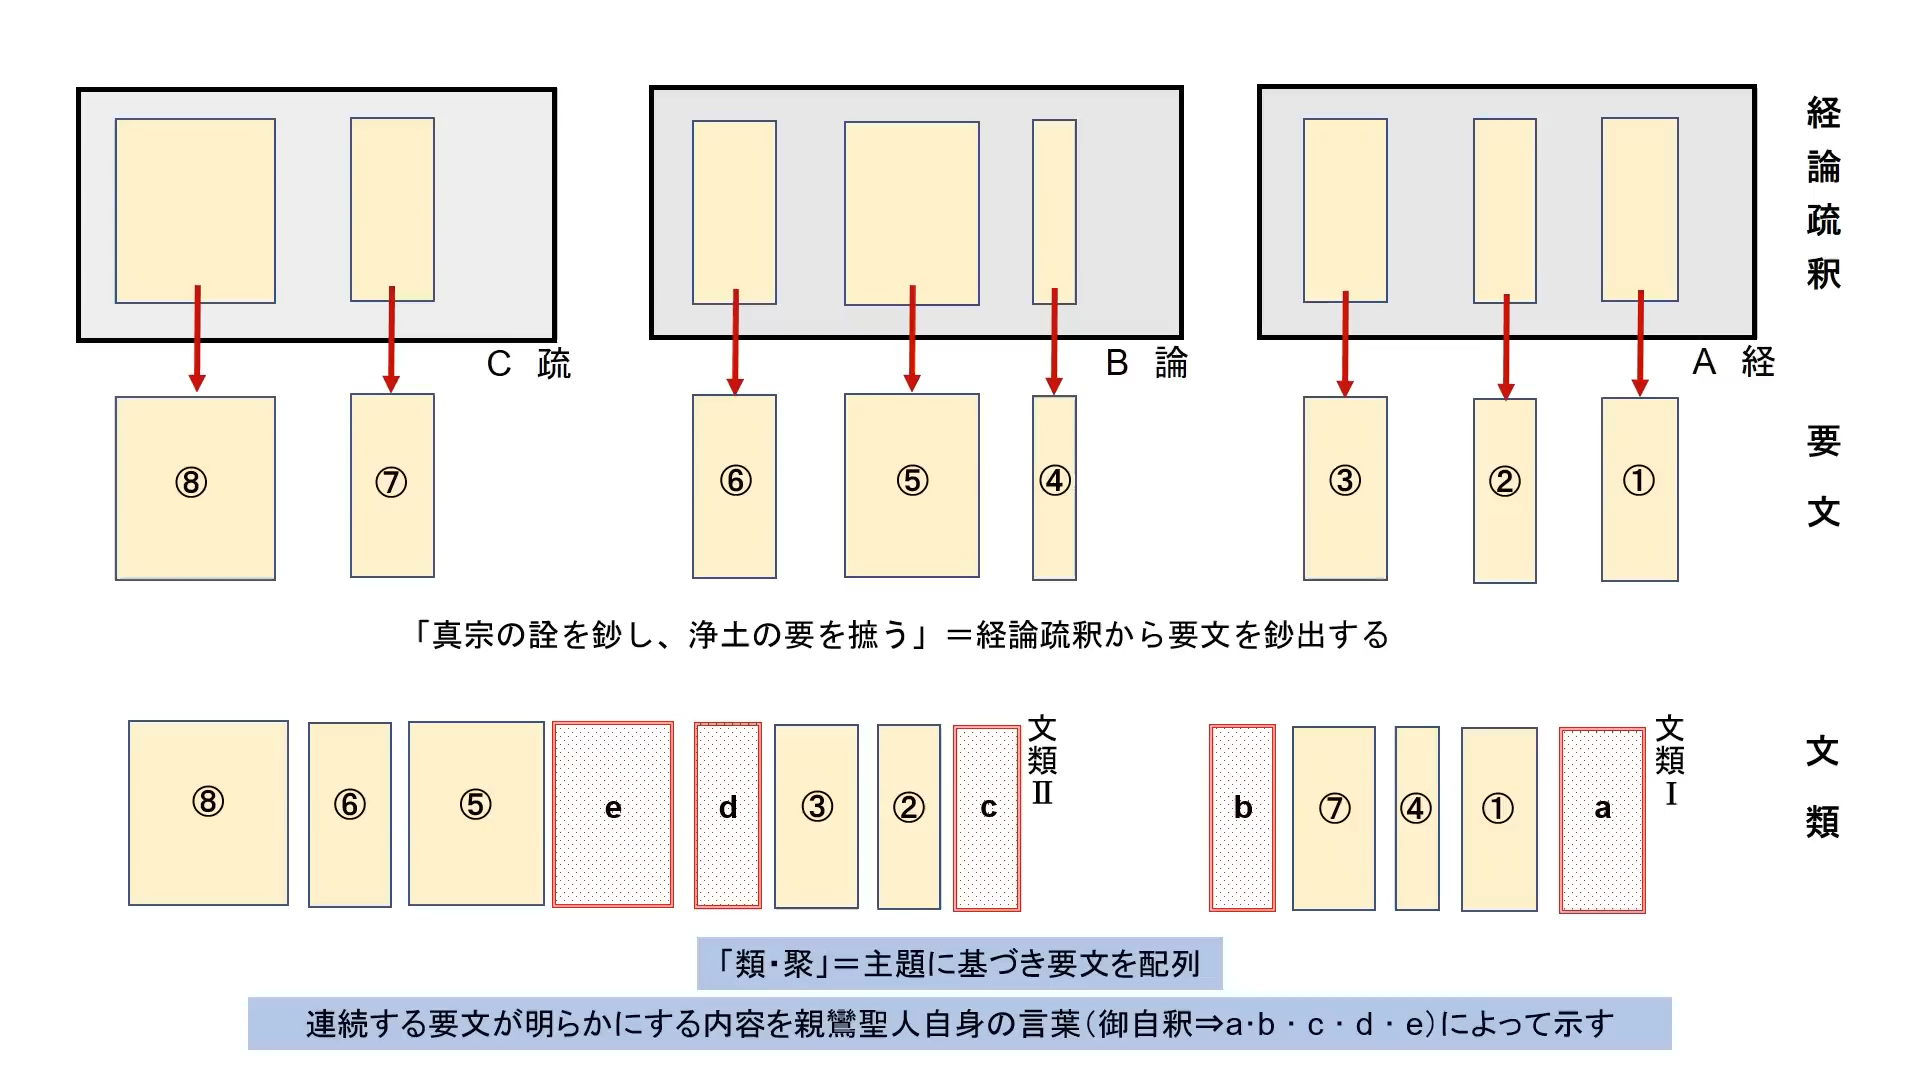 経論疏釈
A 経
B 論
C 疏
要文
①
②
③
④
⑤
⑥
⑦
⑧
「真宗の詮を鈔し、浄土の要を摭う」＝経論疏釈から要文を鈔出する
文類
文類Ⅰ
a
①
④
⑦
b
文類Ⅱ
c
②
③
d
e
⑤
⑥
⑧
「類・聚」＝主題に基づき要文を配列
連続する要文が明らかにする内容を親鸞聖人自身の言葉（御自釈⇒a・b・c・d・e）によって示す